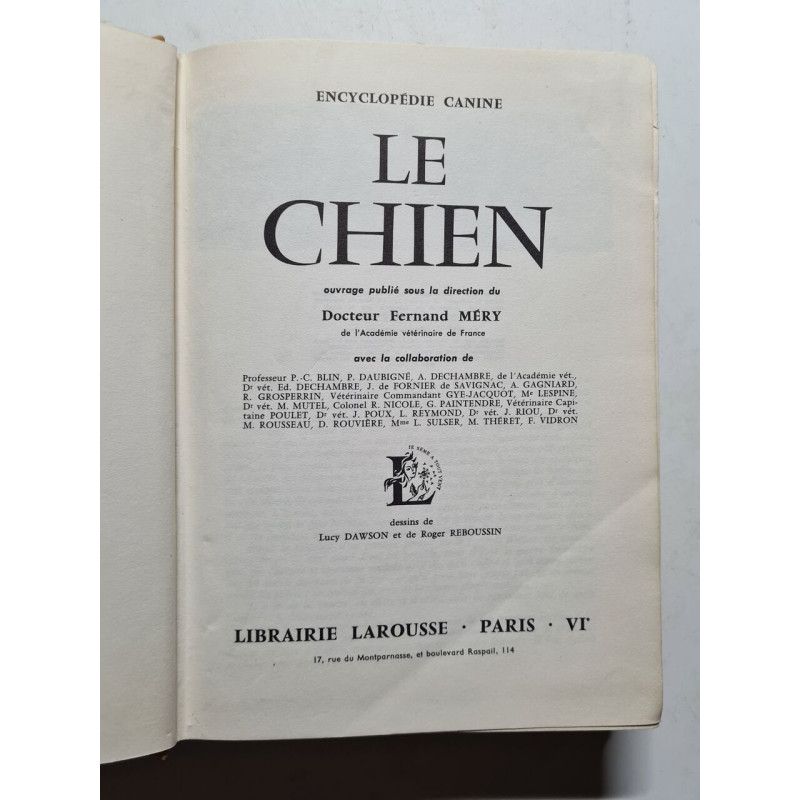 ENCYCLOPÉDIE CANINE
LE
CHIEN
ouvrage publié sous la direction du
Docteur Fernand MÉRY
de l'Académie vétérinaire de France
avec la collaboration de
Professeur P.-C. BLIN, P. DAUBIGNÉ, A. DECHAMBRE, de l'Académie vét.,
Dr vét. Ed. DECHAMBRE, J. de FORNIER de SAVIGNAC, A. GAGNIARD,
R. GROSPERRIN, Vétérinaire Commandant GYE-JACQUOT, Me LESPINE,
Dr vét. M. MUTEL, Colonel R. NICOLE, G. PAINTENDRE, Vétérinaire Capi-
taine POULET, Dr vét. J. POUX, L. REYMOND, Dr vét. J. RIOU, Dr vét.
M. ROUSSEAU, D. ROUVIÈRE, Mme L. SULSER, M. THÉRET, F. VIDRON
JE SÈME À TOUT VENT
L
dessins de
Lucy DAWSON et de Roger REBOUSSIN
LIBRAIRIE LAROUSSE · PARIS · VIe
17, rue du Montparnasse, et boulevard Raspail, 114